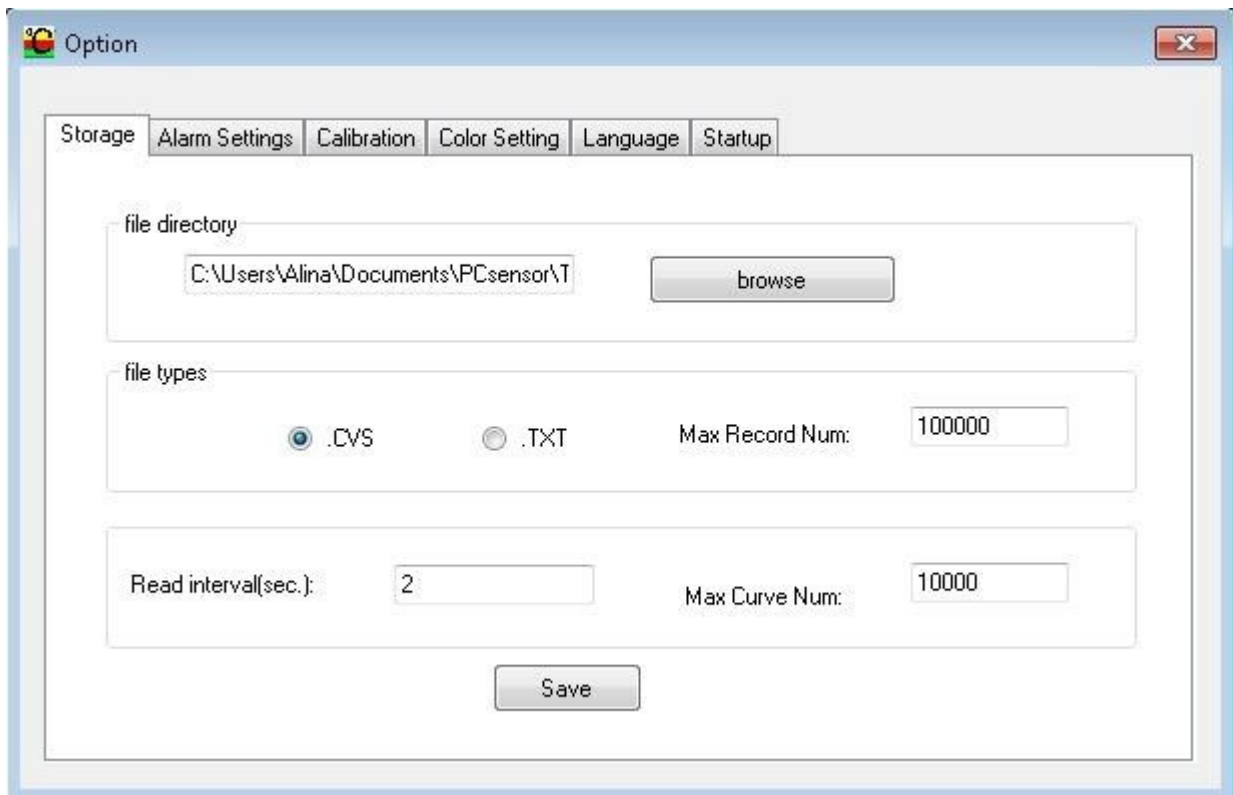 Option
Storage Alarm Settings Calibration Color Setting Language Startup
file directory
C:\Users\Alina\Documents\PCsensor\T browse
file types
.CVS .TXT Max Record Num: 100000
Read interval(sec.): 2 Max Curve Num: 10000
Save